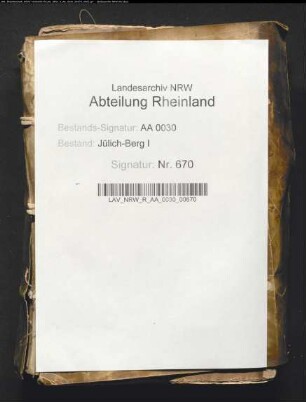 Landesarchiv NRW
Abteilung Rheinland
Bestands-Signatur: AA 0030
Bestand: Jülich-Berg I
Signatur: Nr. 670
LAV_NRW_R_AA_0030_00670